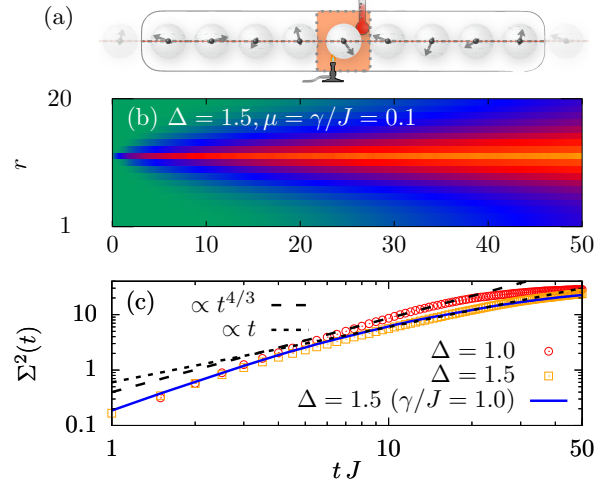 (a)
20
(b) Δ = 1.5, μ = γ/J = 0.1
r
1
0 10 20 30 40 50
(c)
10
∝ t^{4/3}
∝ t
Σ²(t)
1
Δ = 1.0
Δ = 1.5
Δ = 1.5 (γ/J = 1.0)
0.1
1 10 50
t J